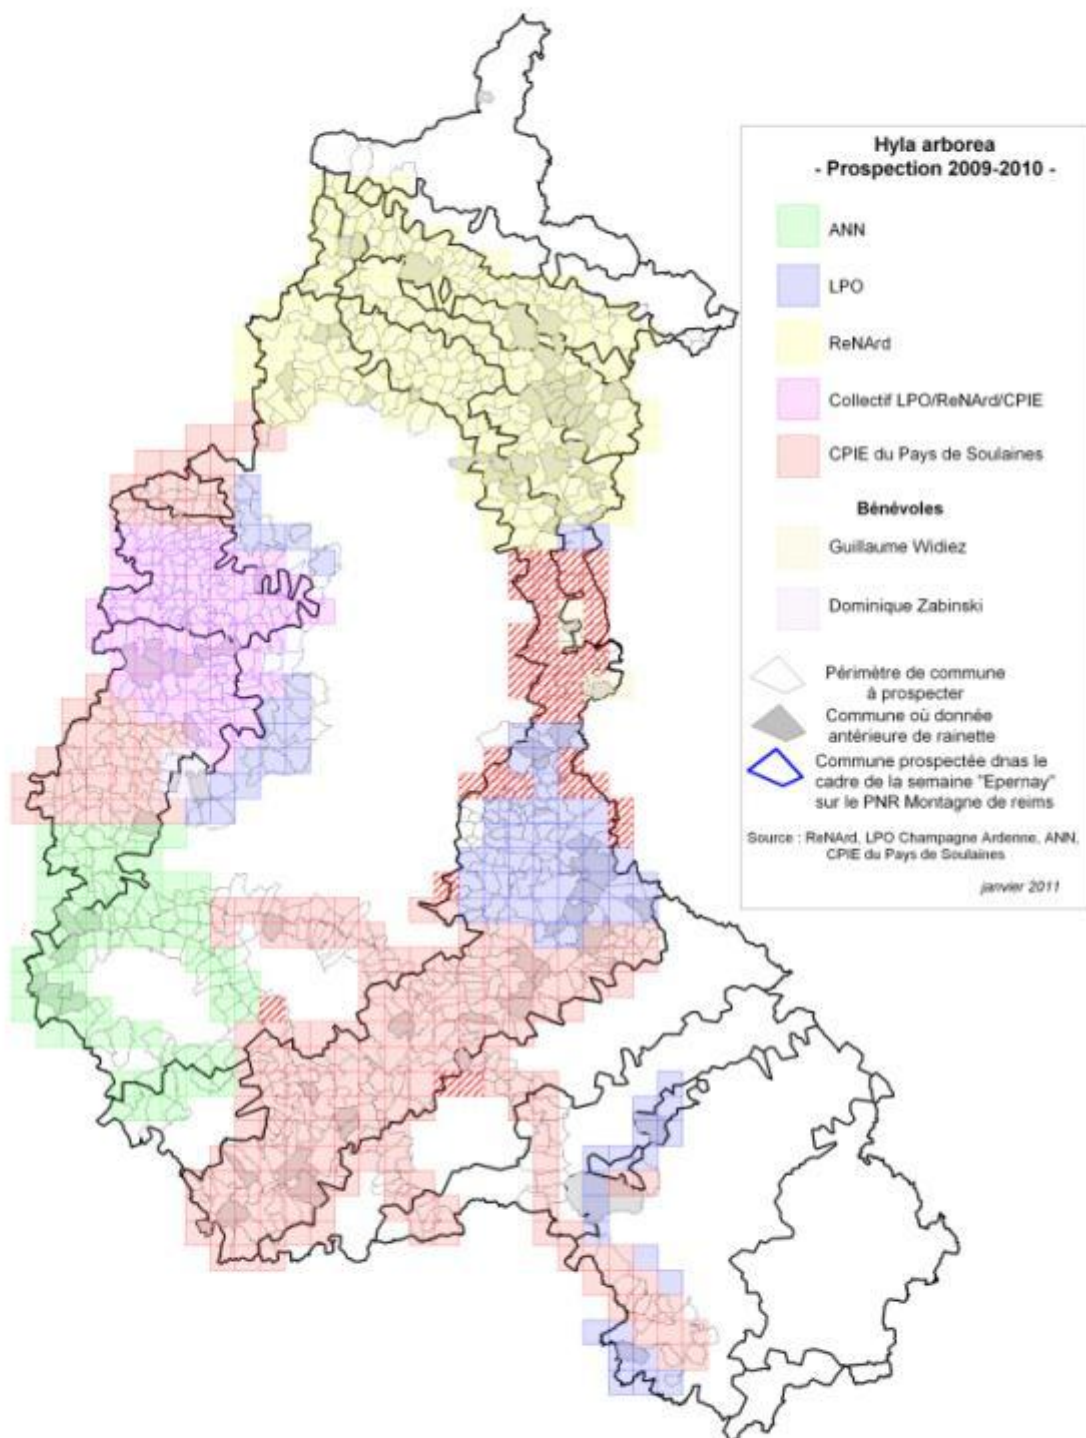 Hyla arborea
- Prospection 2009-2010 -
ANN
LPO
ReNArd
Collectif LPO/ReNArd/CPIE
CPIE du Pays de Soulaines
Bénévoles
Guillaume Widiez
Dominique Zabinski
Périmètre de commune
à prospecter
Commune où donnée
antérieure de rainette
Commune prospectée dnas le
cadre de la semaine "Epernay"
sur le PNR Montagne de reims
Source : ReNArd, LPO Champagne Ardenne, ANN,
CPIE du Pays de Soulaines
janvier 2011